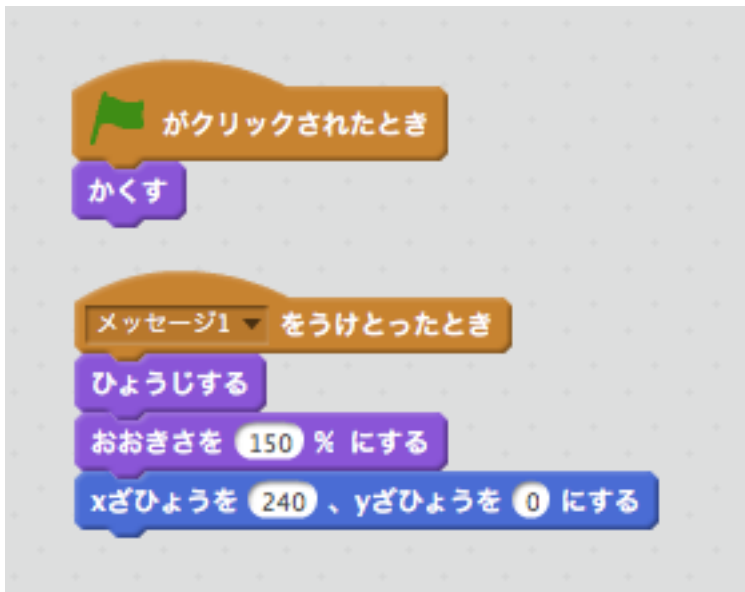 がクリックされたとき
かくす
メッセージ1 をうけとったとき
ひょうじする
おおきさを 150 % にする
xざひょうを 240 、yざひょうを 0 にする